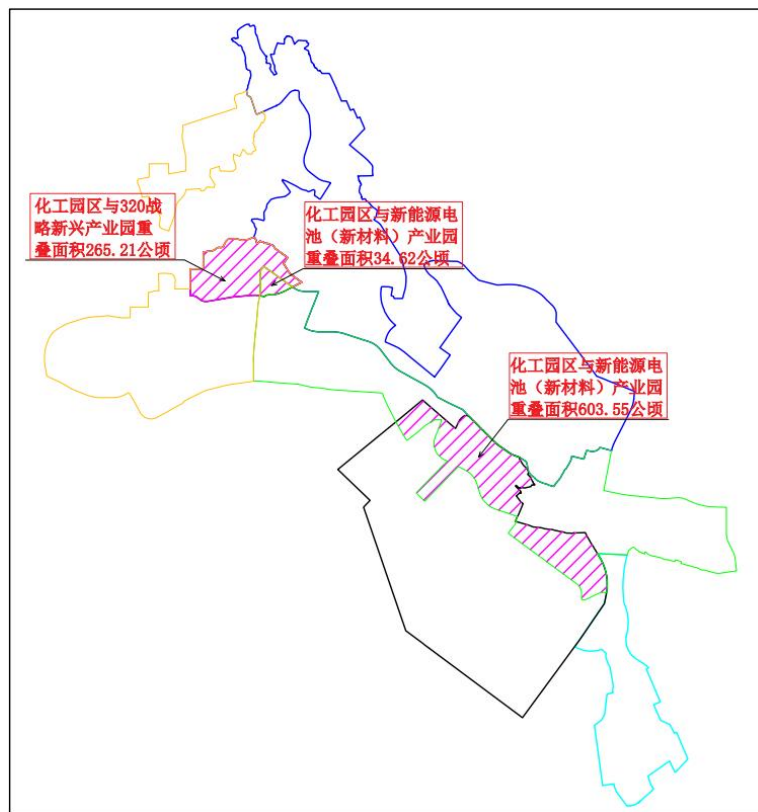 化工园区与320战
略新兴产业园重
叠面积265.21公顷
化工园区与新能源电
池（新材料）产业园
重叠面积34.62公顷
化工园区与新能源电
池（新材料）产业园
重叠面积603.55公顷